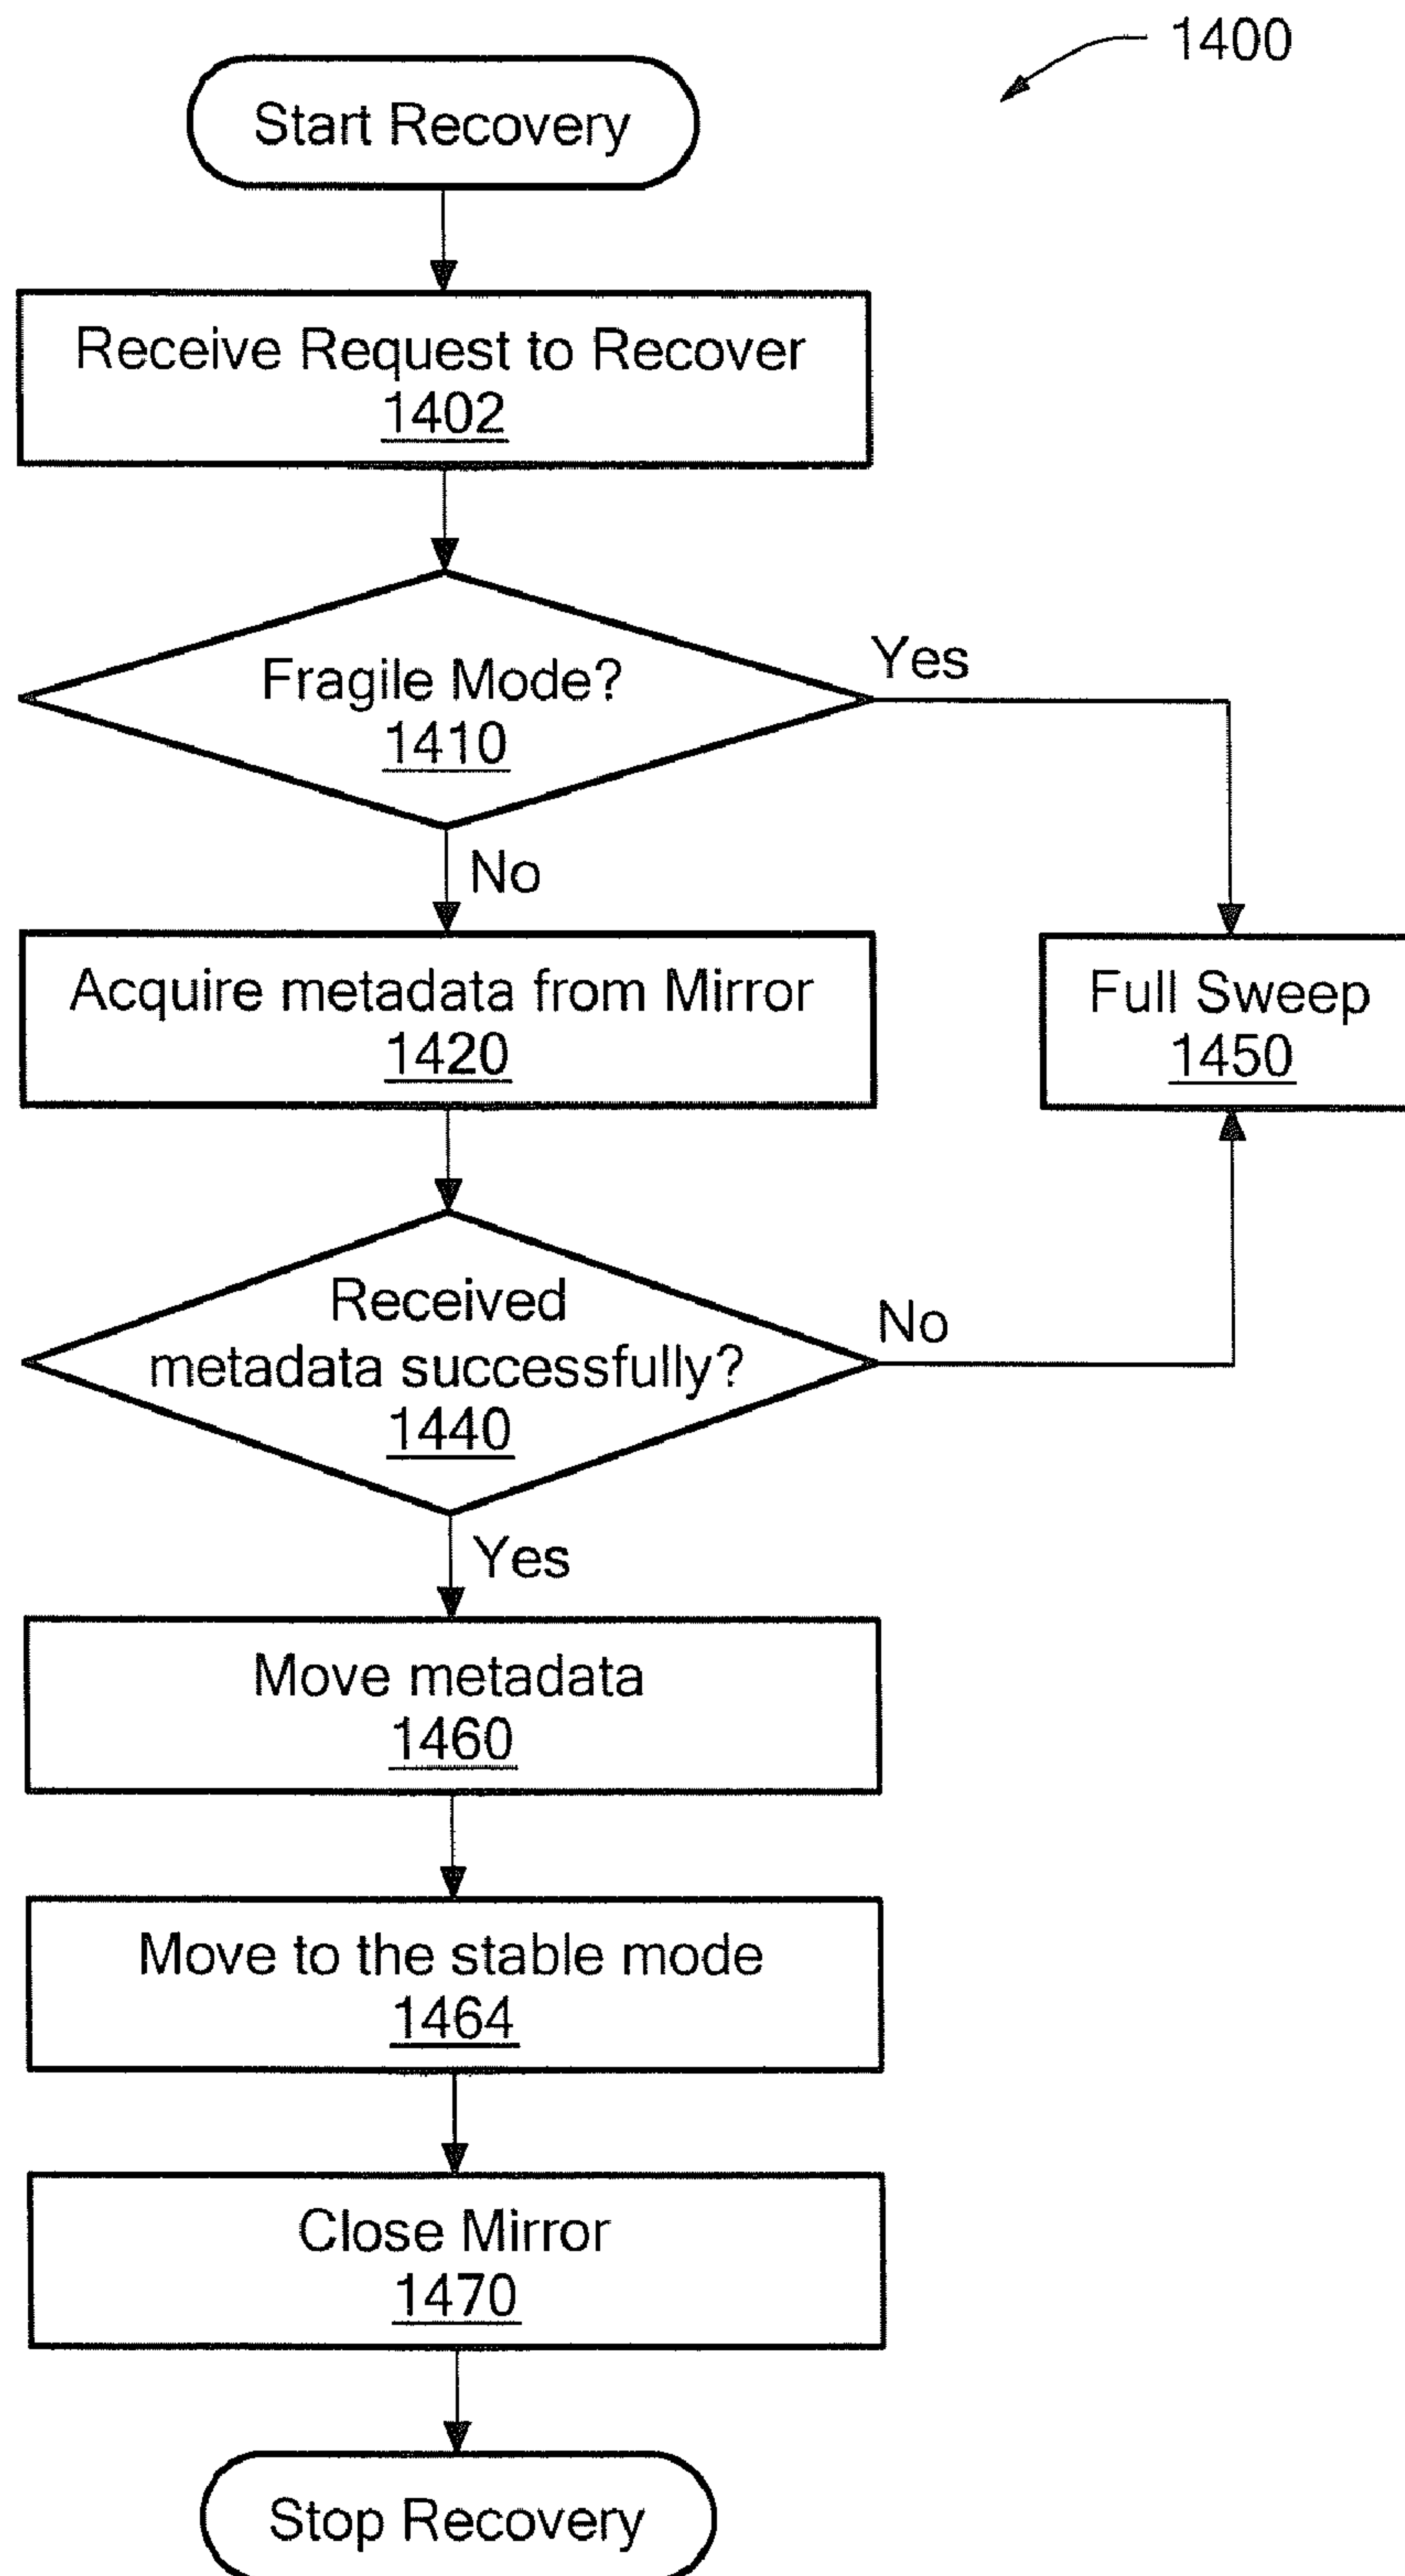 1400
Start Recovery
Receive Request to Recover
1402
Fragile Mode?
1410
Yes
No
Acquire metadata from Mirror
1420
Full Sweep
1450
Received
metadata successfully?
1440
No
Yes
Move metadata
1460
Move to the stable mode
1464
Close Mirror
1470
Stop Recovery